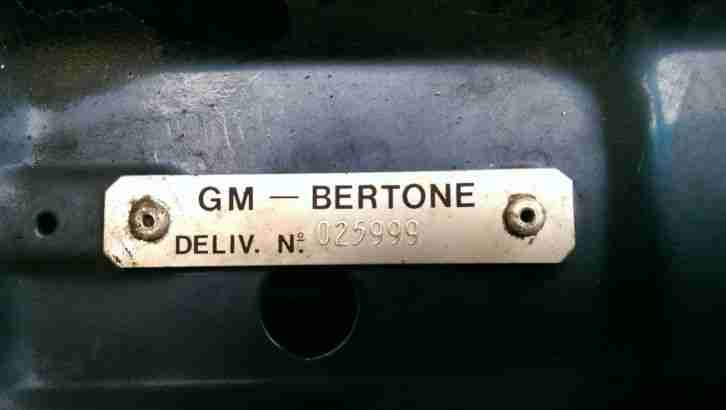 GM — BERTONE
DELIV. Nº. 025999